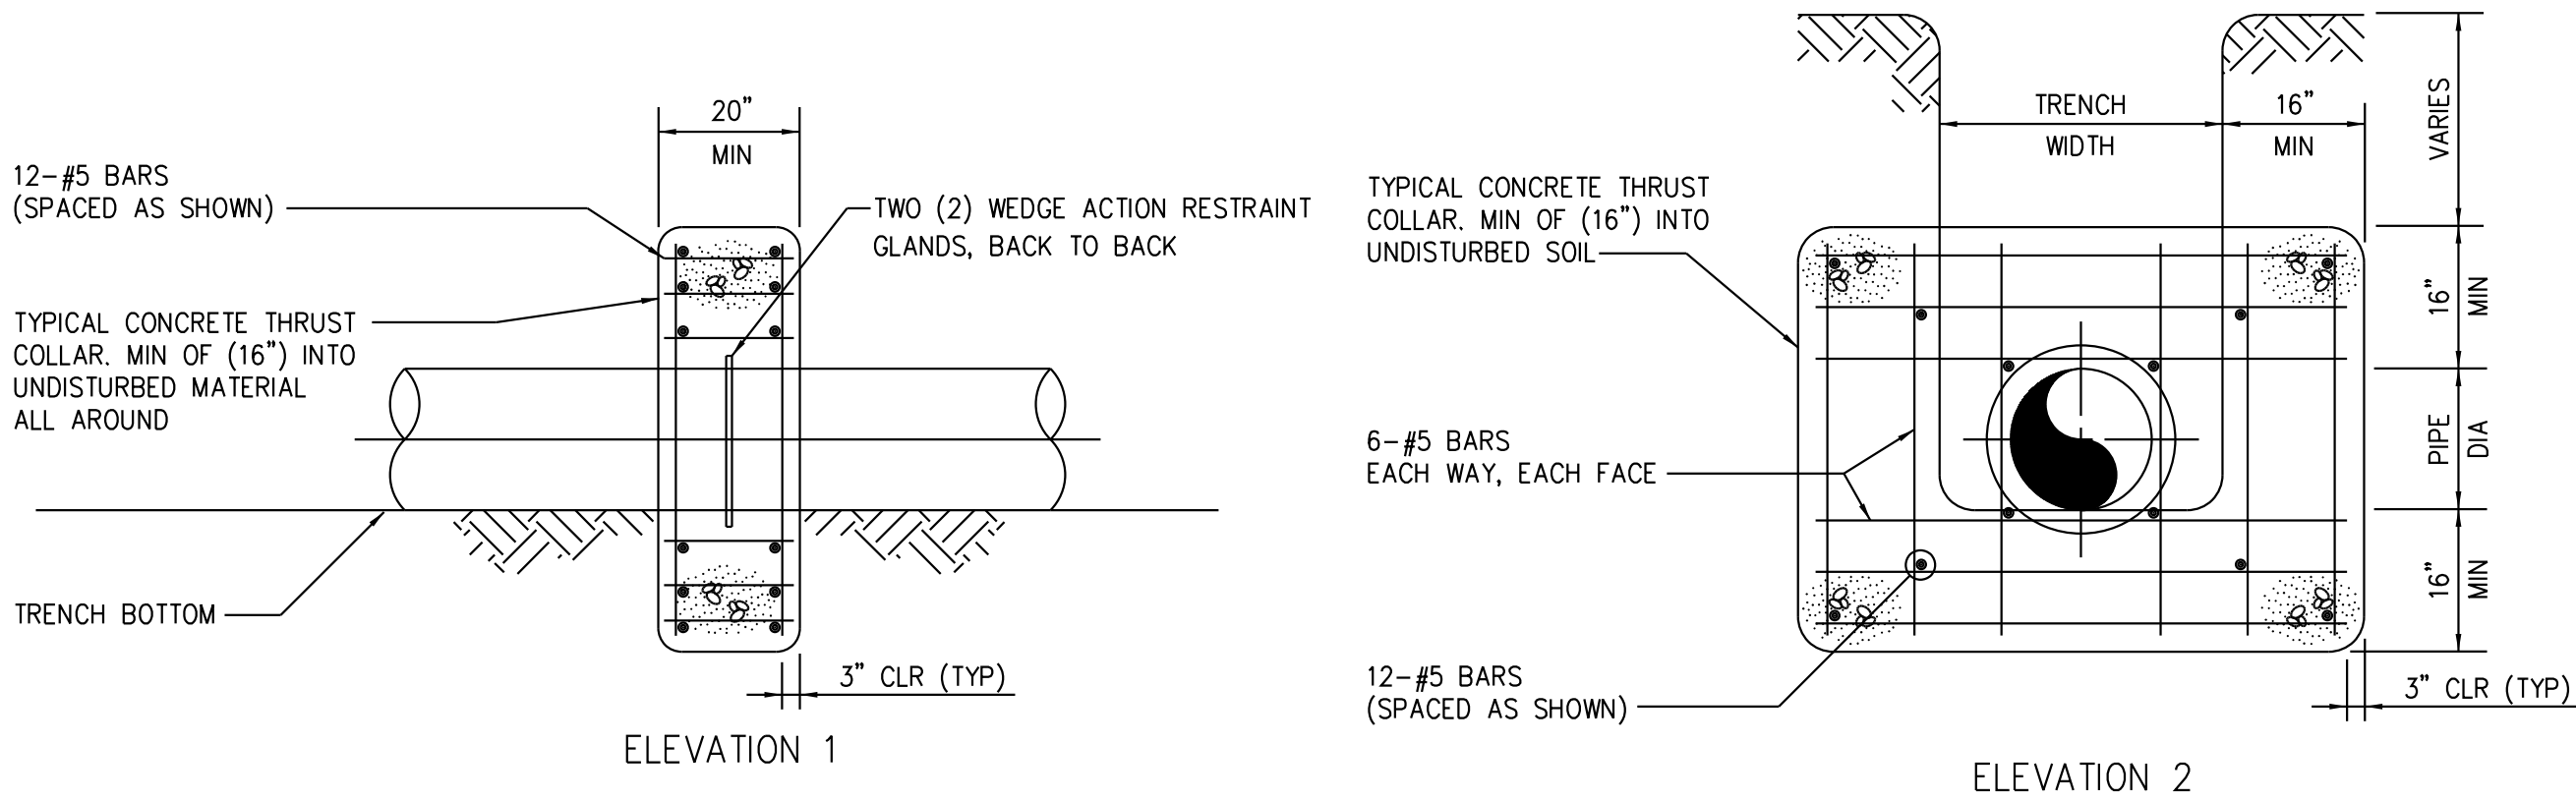 20"
MIN
12-#5 BARS
(SPACED AS SHOWN)
TWO (2) WEDGE ACTION RESTRAINT
GLANDS, BACK TO BACK
TYPICAL CONCRETE THRUST
COLLAR. MIN OF (16") INTO
UNDISTURBED MATERIAL
ALL AROUND
TRENCH BOTTOM
3" CLR (TYP)
ELEVATION 1
TRENCH
WIDTH
16"
MIN
VARIES
TYPICAL CONCRETE THRUST
COLLAR. MIN OF (16") INTO
UNDISTURBED SOIL
16"
MIN
6-#5 BARS
EACH WAY, EACH FACE
PIPE
DIA
16"
MIN
12-#5 BARS
(SPACED AS SHOWN)
3" CLR (TYP)
ELEVATION 2